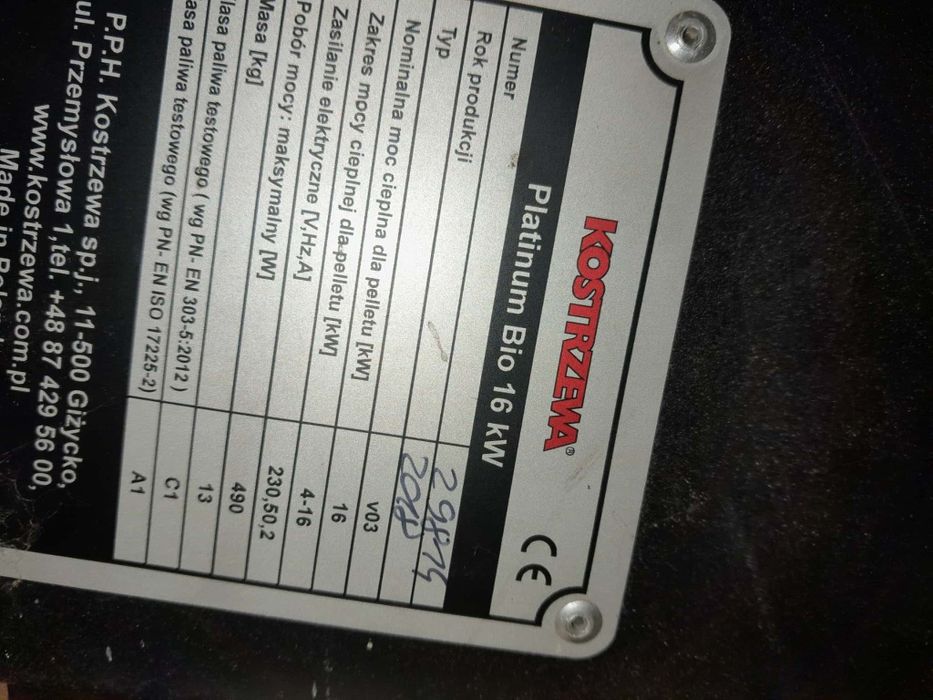 KOSTRZEWA®
CE
Platinum Bio 16 kW
Numer
Rok produkcji 2018
Typ v03
Nominalna moc cieplna dla pelletu [kW] 16
Zakres mocy cieplnej dla pelletu [kW] 4-16
Zasilanie elektryczne [V,Hz,A] 230,50,2
Pobór mocy: maksymalny [W] 490
Masa [kg] 13
lasa paliwa testowego ( wg PN- EN 303-5:2012 ) C1
asa paliwa testowego (wg PN- EN ISO 17225-2) A1
P.P.H. Kostrzewa sp.j., 11-500 Giżycko,
ul. Przemysłowa 1,tel. +48 87 429 56 00,
www.kostrzewa.com.pl
Made in